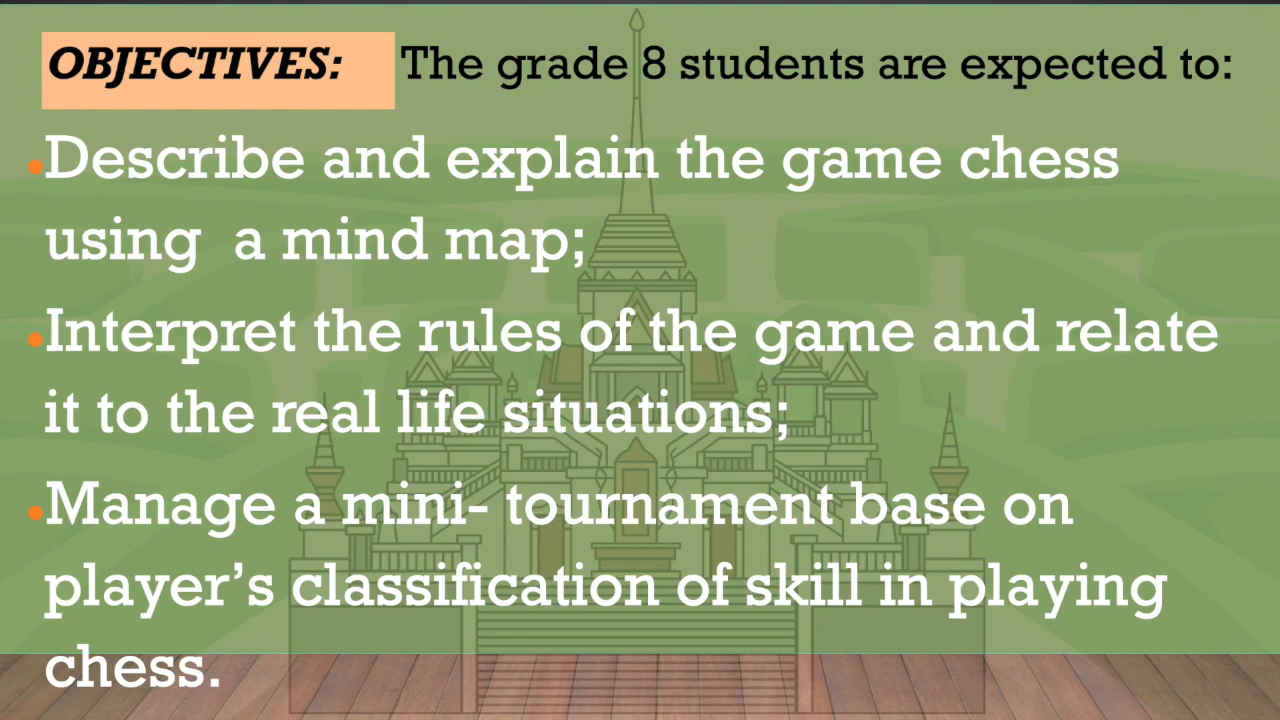 OBJECTIVES: The grade 8 students are expected to:
•Describe and explain the game chess
using  a mind map;
•Interpret the rules of the game and relate
it to the real life situations;
•Manage a mini- tournament base on
player’s classification of skill in playing
chess.